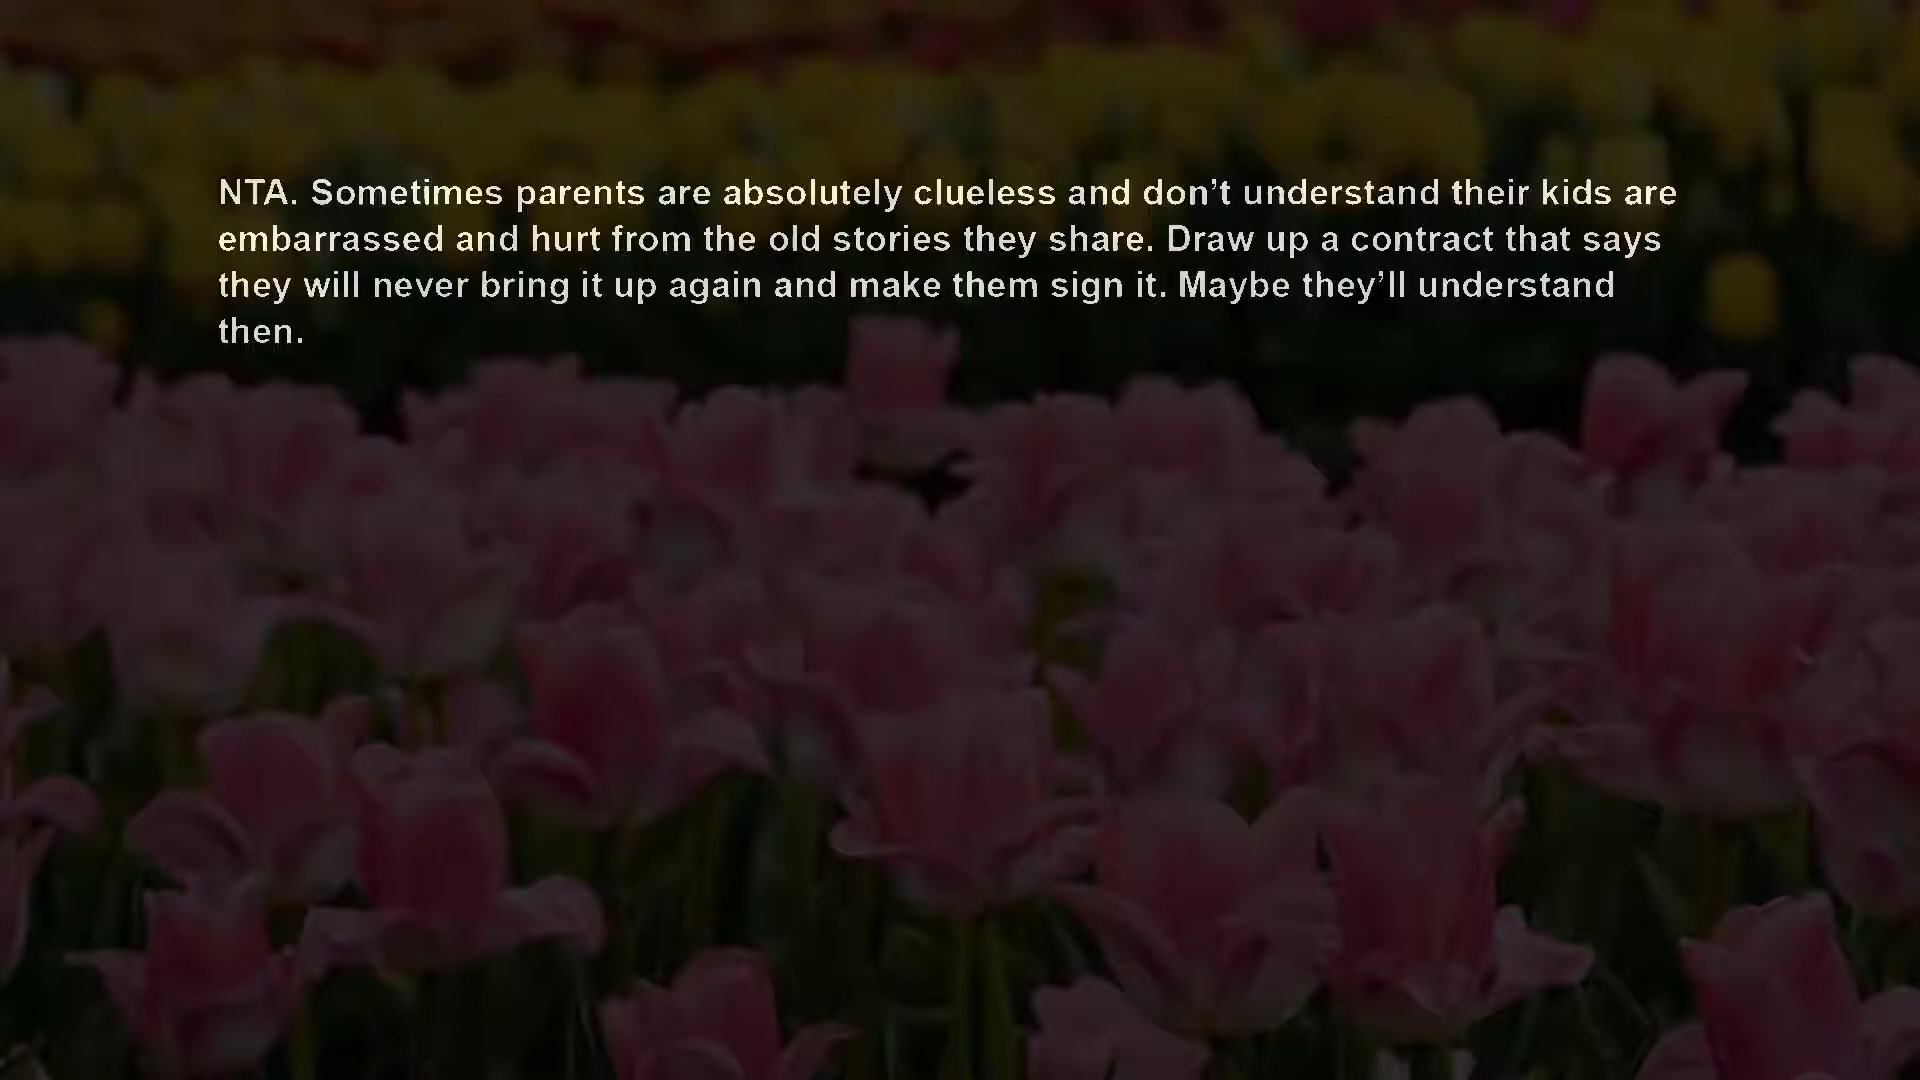 NTA. Sometimes parents are absolutely clueless and don’t understand their kids are
embarrassed and hurt from the old stories they share. Draw up a contract that says
they will never bring it up again and make them sign it. Maybe they’ll understand
then.